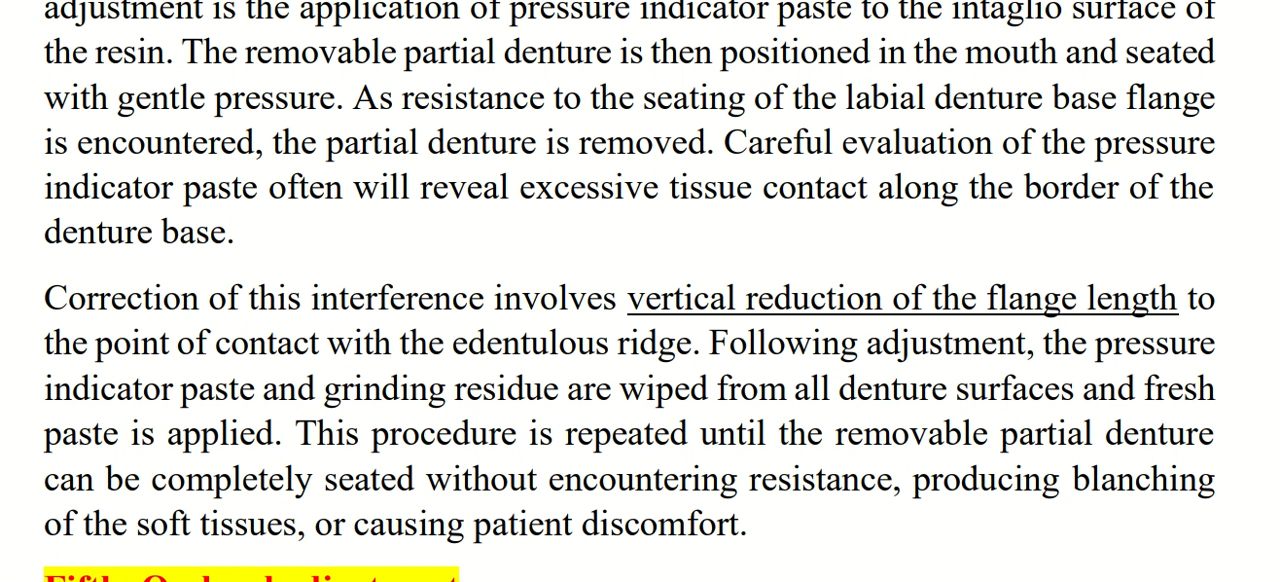 adjustment is the application of pressure indicator paste to the intaglio surface of
the resin. The removable partial denture is then positioned in the mouth and seated
with gentle pressure. As resistance to the seating of the labial denture base flange
is encountered, the partial denture is removed. Careful evaluation of the pressure
indicator paste often will reveal excessive tissue contact along the border of the
denture base.
Correction of this interference involves vertical reduction of the flange length to
the point of contact with the edentulous ridge. Following adjustment, the pressure
indicator paste and grinding residue are wiped from all denture surfaces and fresh
paste is applied. This procedure is repeated until the removable partial denture
can be completely seated without encountering resistance, producing blanching
of the soft tissues, or causing patient discomfort.